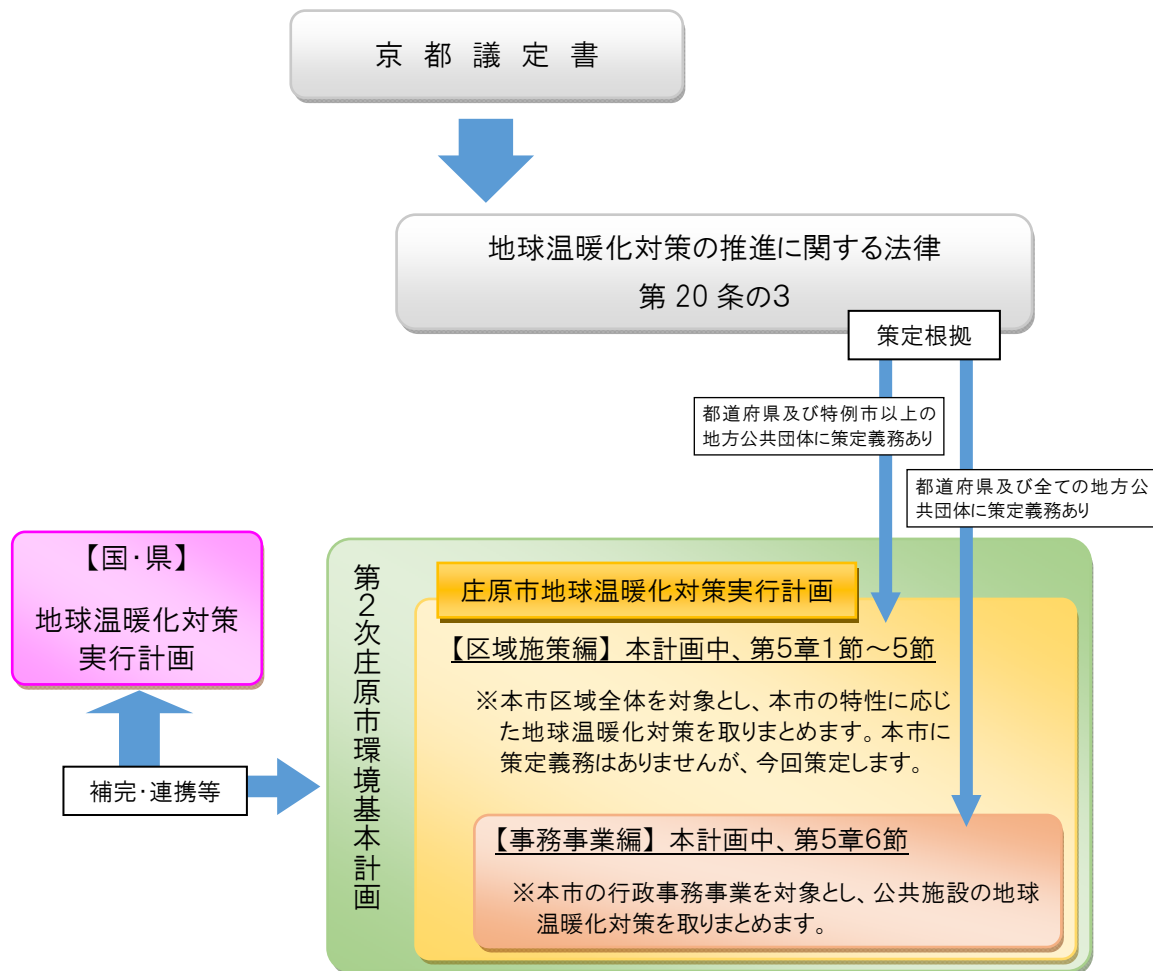 京都議定書
地球温暖化対策の推進に関する法律
第20条の3
策定根拠
都道府県及び特例市以上の
地方公共団体に策定義務あり
都道府県及び全ての地方公
共団体に策定義務あり
【国・県】
地球温暖化対策
実行計画
補完・連携等
第2次庄原市環境基本計画
庄原市地球温暖化対策実行計画
【区域施策編】本計画中、第5章1節～5節
※本市区域全体を対象とし、本市の特性に応じ
た地球温暖化対策を取りまとめます。本市に
策定義務はありませんが、今回策定します。
【事務事業編】本計画中、第5章6節
※本市の行政事務事業を対象とし、公共施設の地球
温暖化対策を取りまとめます。